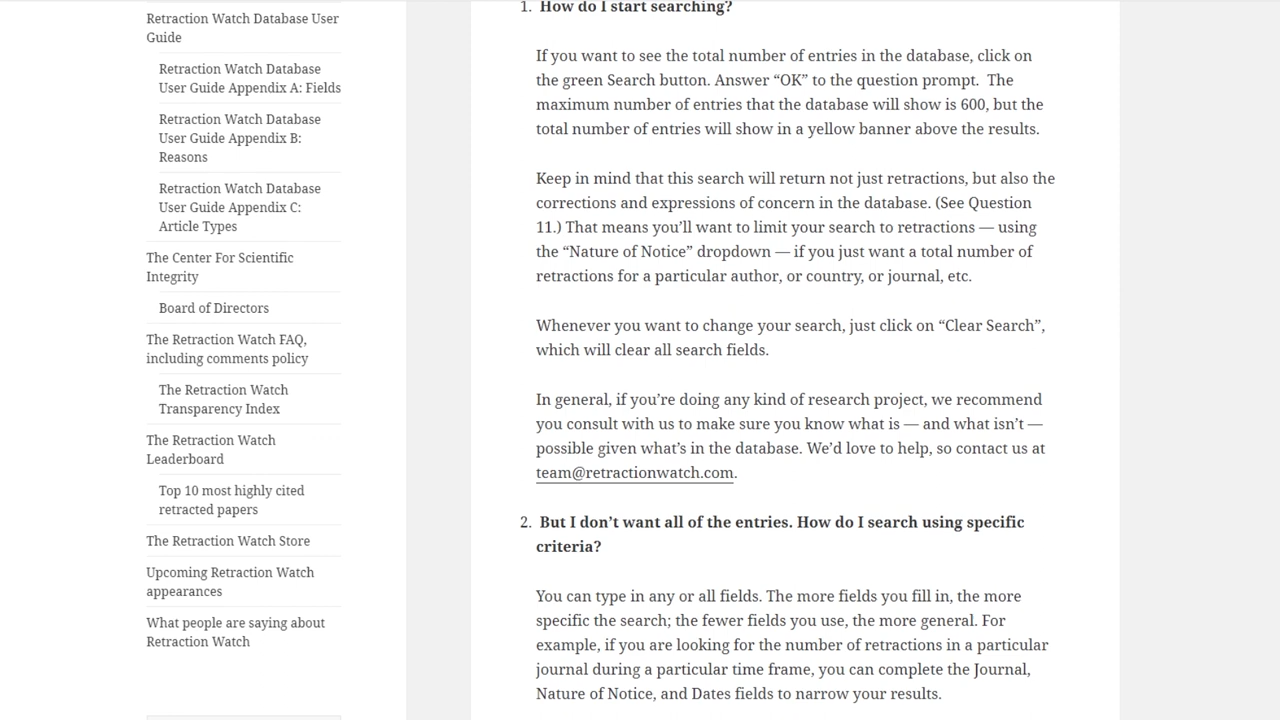 Retraction Watch Database User
Guide
Retraction Watch Database
User Guide Appendix A: Fields
Retraction Watch Database
User Guide Appendix B:
Reasons
Retraction Watch Database
User Guide Appendix C:
Article Types
The Center For Scientific
Integrity
Board of Directors
The Retraction Watch FAQ,
including comments policy
The Retraction Watch
Transparency Index
The Retraction Watch
Leaderboard
Top 10 most highly cited
retracted papers
The Retraction Watch Store
Upcoming Retraction Watch
appearances
What people are saying about
Retraction Watch
1. How do I start searching?
If you want to see the total number of entries in the database, click on
the green Search button. Answer “OK” to the question prompt.  The
maximum number of entries that the database will show is 600, but the
total number of entries will show in a yellow banner above the results.
Keep in mind that this search will return not just retractions, but also the
corrections and expressions of concern in the database. (See Question
11.) That means you’ll want to limit your search to retractions — using
the “Nature of Notice” dropdown — if you just want a total number of
retractions for a particular author, or country, or journal, etc.
Whenever you want to change your search, just click on “Clear Search”,
which will clear all search fields.
In general, if you’re doing any kind of research project, we recommend
you consult with us to make sure you know what is — and what isn’t —
possible given what’s in the database. We’d love to help, so contact us at
team@retractionwatch.com.
2. But I don’t want all of the entries. How do I search using specific
criteria?
You can type in any or all fields. The more fields you fill in, the more
specific the search; the fewer fields you use, the more general. For
example, if you are looking for the number of retractions in a particular
journal during a particular time frame, you can complete the Journal,
Nature of Notice, and Dates fields to narrow your results.